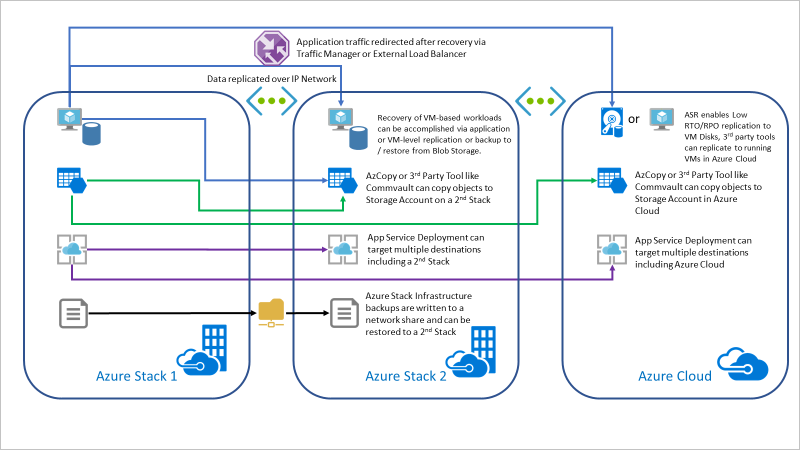 Application traffic redirected after recovery via
Traffic Manager or External Load Balancer
Data replicated over IP Network
Recovery of VM-based workloads
can be accomplished via application
or VM-level replication or backup to
/ restore from Blob Storage.
or
ASR enables Low
RTO/RPO replication to
VM Disks, 3rd party tools
can replicate to running
VMs in Azure Cloud
AzCopy or 3rd Party Tool like
Commvault can copy objects to
Storage Account on a 2nd Stack
AzCopy or 3rd Party Tool like
Commvault can copy objects to
Storage Account in Azure
Cloud
App Service Deployment can
target multiple destinations
including a 2nd Stack
App Service Deployment can
target multiple destinations
including Azure Cloud
Azure Stack Infrastructure
backups are written to a
network share and can be
restored to a 2nd Stack
Azure Stack 1
Azure Stack 2
Azure Cloud